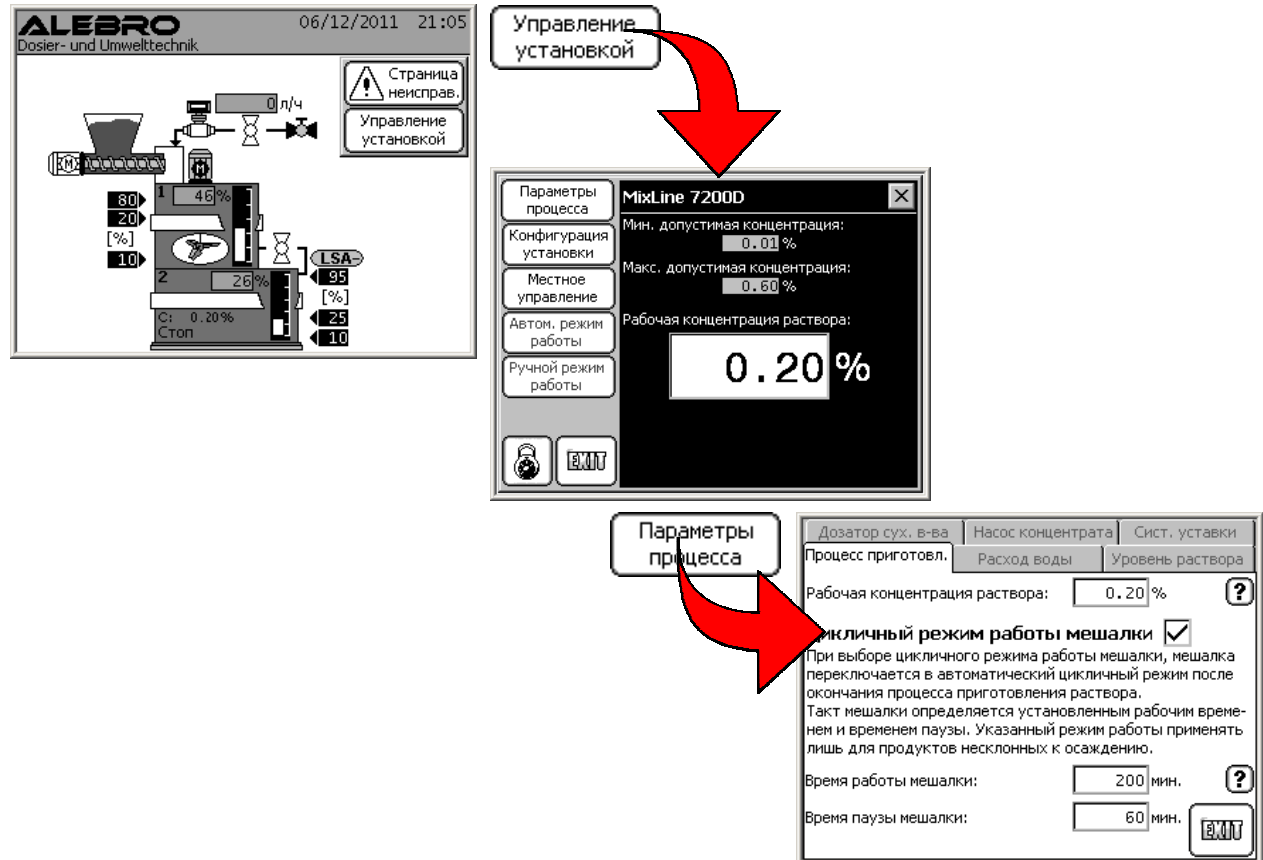 ALEBRO
Dosier- und Umwelttechnik
06/12/2011 21:05
Страница
неисправ.
Управление
установкой
0 л/ч
M
M
1 46 %
80
20
[%]
10
LSA-
2 26 %
95
[%]
25
10
C: 0.20%
Стоп
Управление
установкой
Параметры
процесса
Конфигурация
установки
Местное
управление
Автом. режим
работы
Ручной режим
работы
EXIT
MixLine 7200D
Мин. допустимая концентрация:
0.01 %
Макс. допустимая концентрация:
0.60 %
Рабочая концентрация раствора:
0.20 %
Параметры
процесса
Дозатор сух. в-ва Насос концентрата Сист. уставки
Процесс приготовл. Расход воды Уровень раствора
Рабочая концентрация раствора: 0.20 % ?
Цикличный режим работы мешалки
При выборе цикличного режима работы мешалки, мешалка
переключается в автоматический цикличный режим после
окончания процесса приготовления раствора.
Такт мешалки определяется установленным рабочим време-
нем и временем паузы. Указанный режим работы применять
лишь для продуктов несклонных к осаждению.
Время работы мешалки: 200 мин. ?
Время паузы мешалки: 60 мин.
EXIT